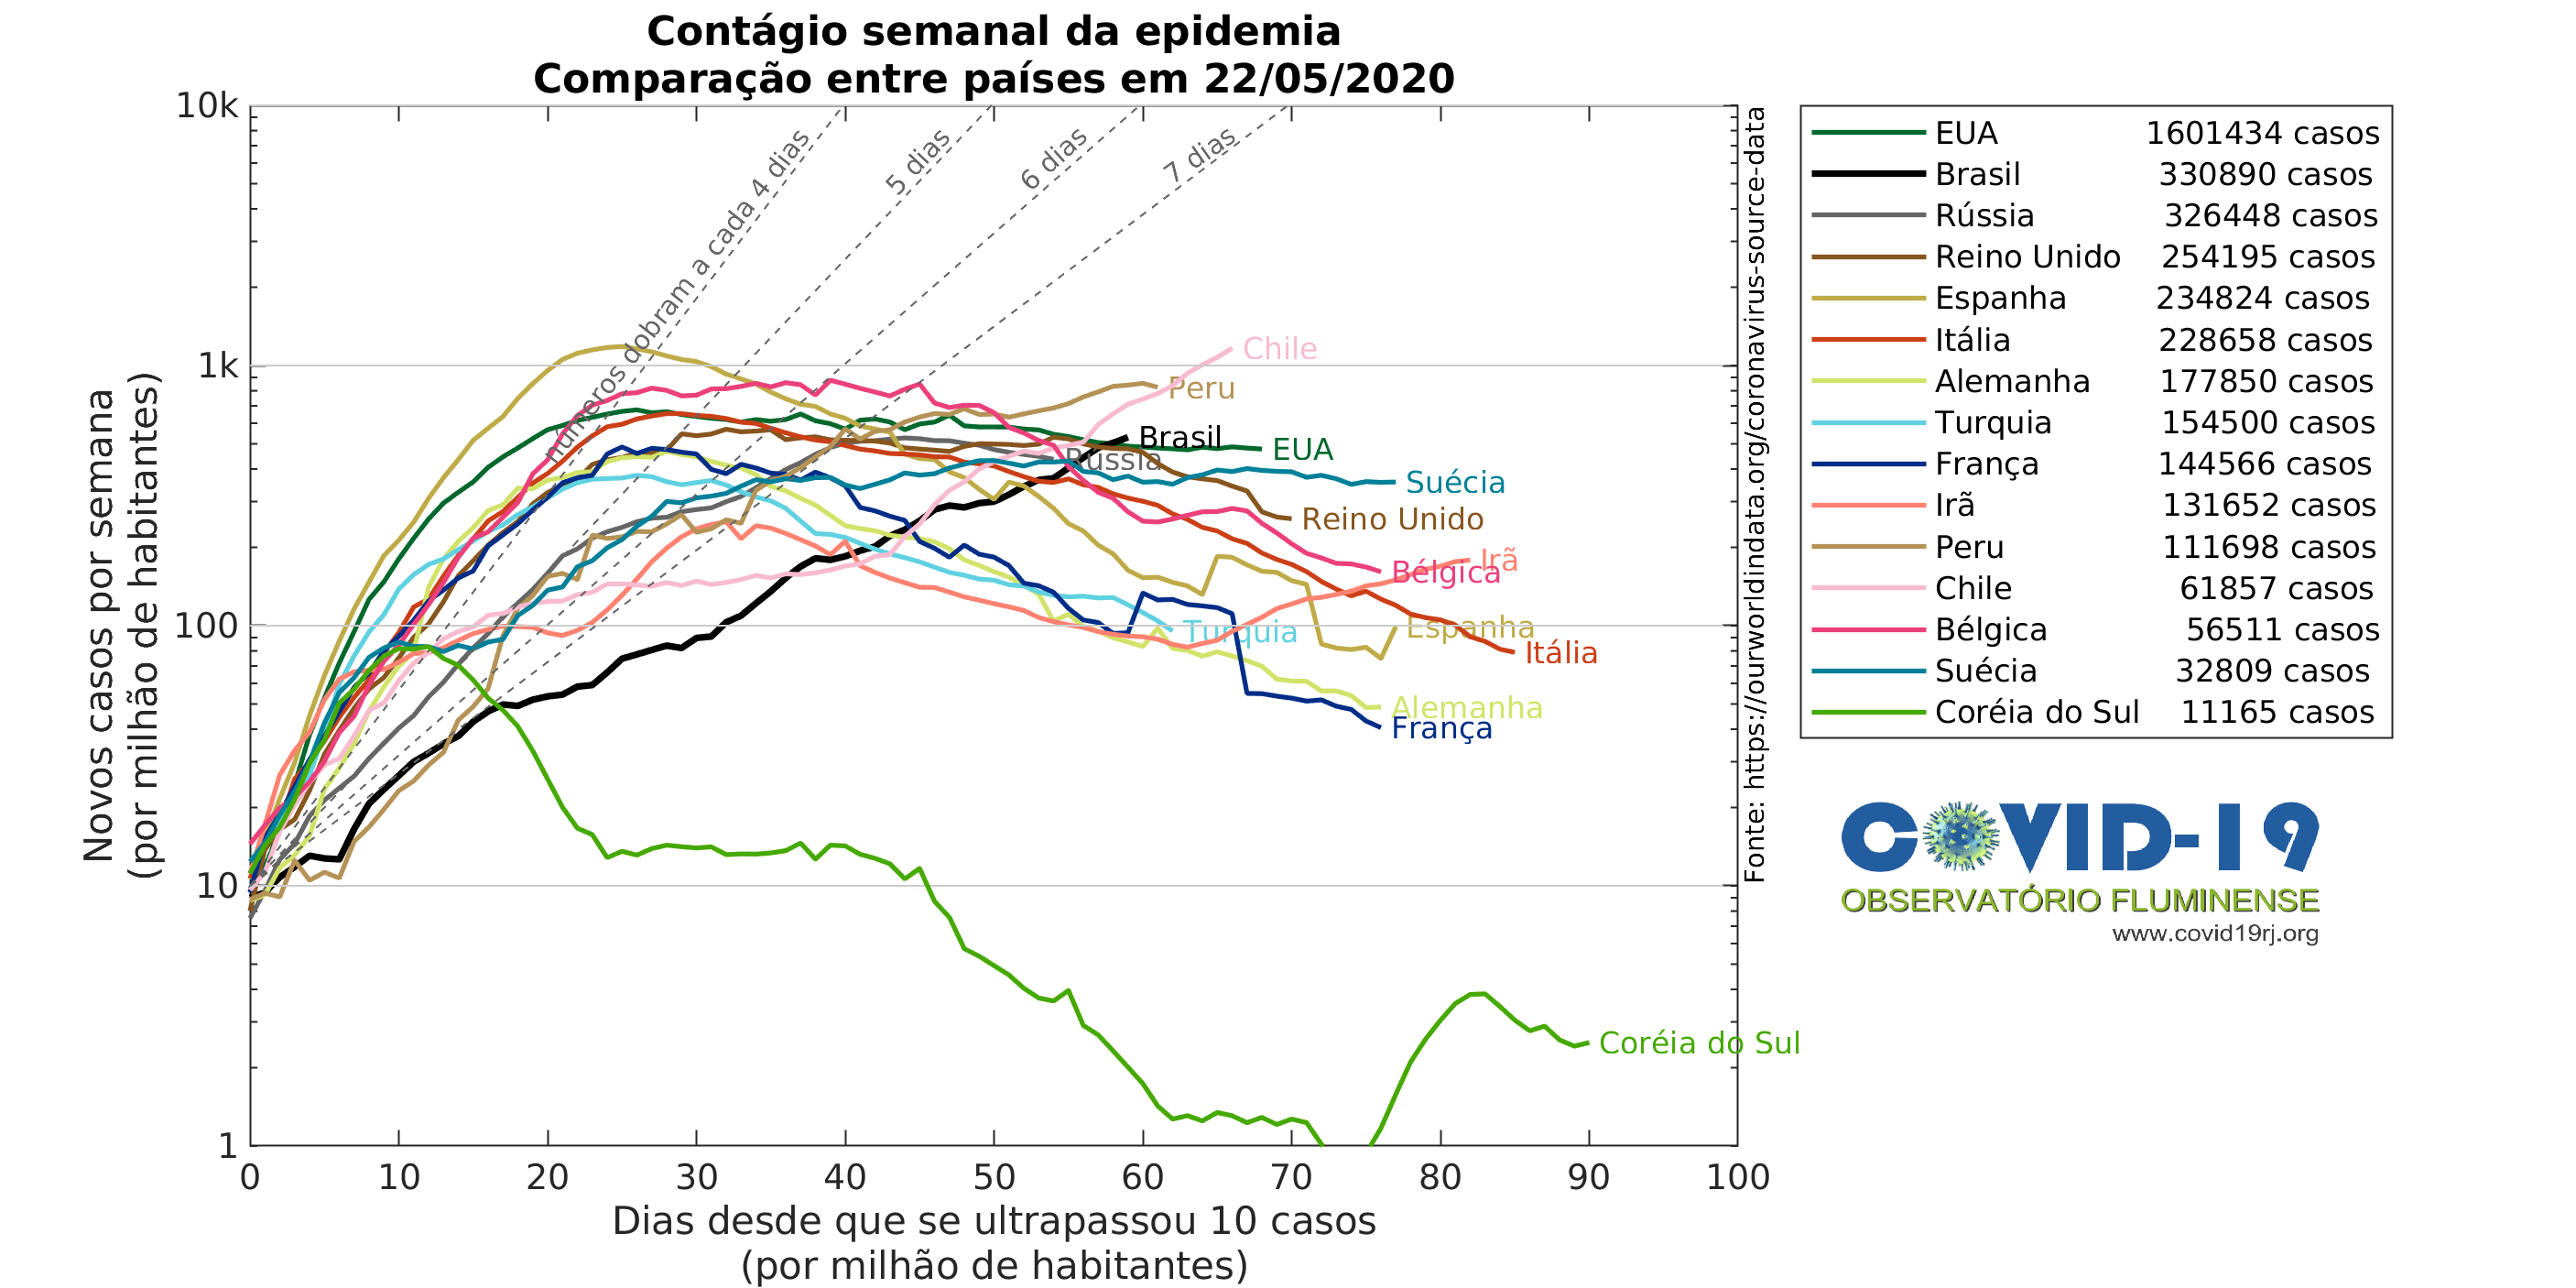 Contágio semanal da epidemia
Comparação entre países em 22/05/2020
Novos casos por semana
(por milhão de habitantes)
10k
1k
100
10
1
números dobram a cada 4 dias
5 dias
6 dias
7 dias
Chile
Peru
Brasil
EUA
Rússia
Suécia
Reino Unido
Irã
Bélgica
Turquia
Espanha
Itália
Alemanha
França
Coréia do Sul
0 10 20 30 40 50 60 70 80 90 100
Dias desde que se ultrapassou 10 casos
(por milhão de habitantes)
Fonte: https://ourworldindata.org/coronavirus-source-data
EUA 1601434 casos
Brasil 330890 casos
Rússia 326448 casos
Reino Unido 254195 casos
Espanha 234824 casos
Itália 228658 casos
Alemanha 177850 casos
Turquia 154500 casos
França 144566 casos
Irã 131652 casos
Peru 111698 casos
Chile 61857 casos
Bélgica 56511 casos
Suécia 32809 casos
Coréia do Sul 11165 casos
COVID-19
OBSERVATÓRIO FLUMINENSE
www.covid19rj.org